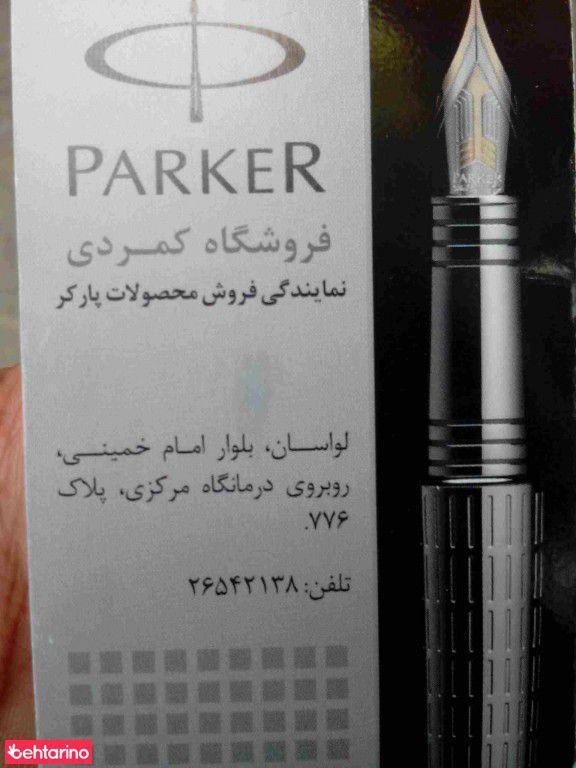 PARKER
فروشگاه کمردی
نمایندگی فروش محصولات پارکر
لواسان، بلوار امام خمینی،
روبروی درمانگاه مرکزی، پلاک
۷۷۶.
تلفن: ۲۶۵۴۲۱۳۸
PARKER
behtarino